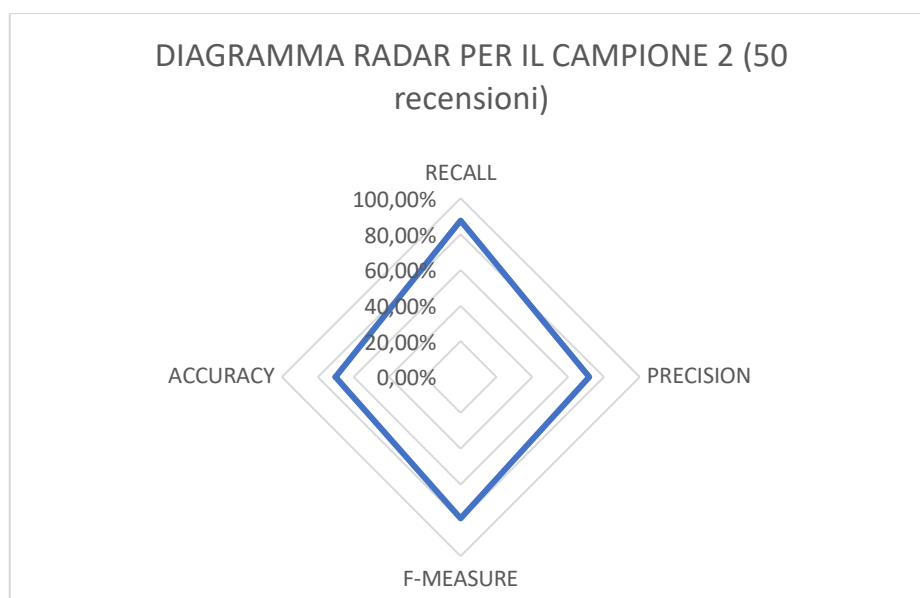 DIAGRAMMA RADAR PER IL CAMPIONE 2 (50
recensioni)
RECALL
100,00%
80,00%
60,00%
40,00%
20,00%
0,00%
ACCURACY
PRECISION
F-MEASURE